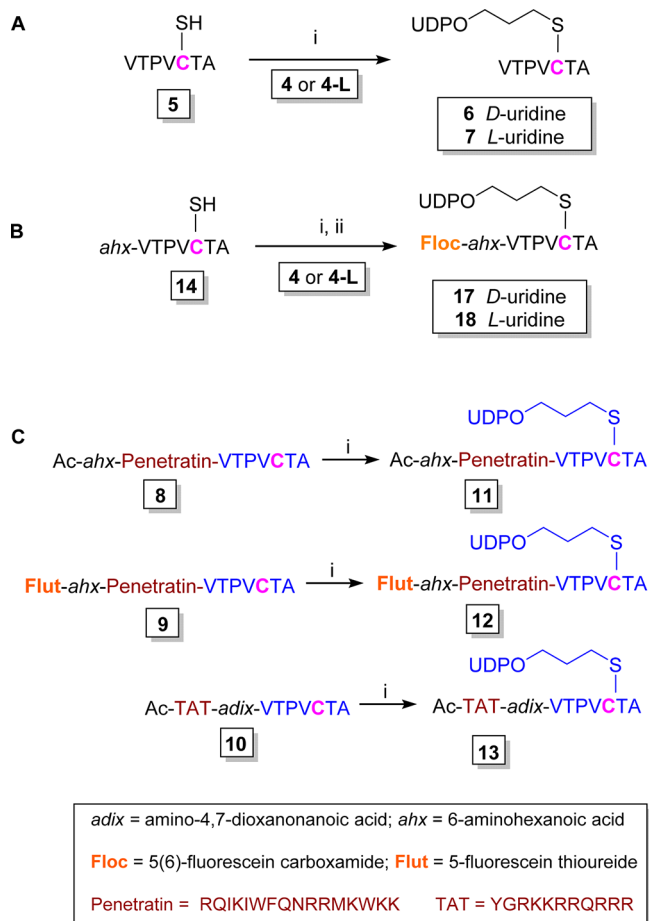 A
SH
VTPVCTA
5
i
4 or 4-L
UDPO
S
VTPVCTA
6 D-uridine
7 L-uridine
B
SH
ahx-VTPVCTA
14
i, ii
4 or 4-L
UDPO
S
Floc-ahx-VTPVCTA
17 D-uridine
18 L-uridine
C
Ac-ahx-Penetratin-VTPVCTA
8
i
UDPO
S
Ac-ahx-Penetratin-VTPVCTA
11
Flut-ahx-Penetratin-VTPVCTA
9
i
UDPO
S
Flut-ahx-Penetratin-VTPVCTA
12
Ac-TAT-adix-VTPVCTA
10
i
UDPO
S
Ac-TAT-adix-VTPVCTA
13
adix = amino-4,7-dioxanonanoic acid; ahx = 6-aminohexanoic acid
Floc = 5(6)-fluorescein carboxamide; Flut = 5-fluorescein thioureide
Penetratin = RQIKIWFQNRRMKWKK TAT = YGRKKRRQRRR